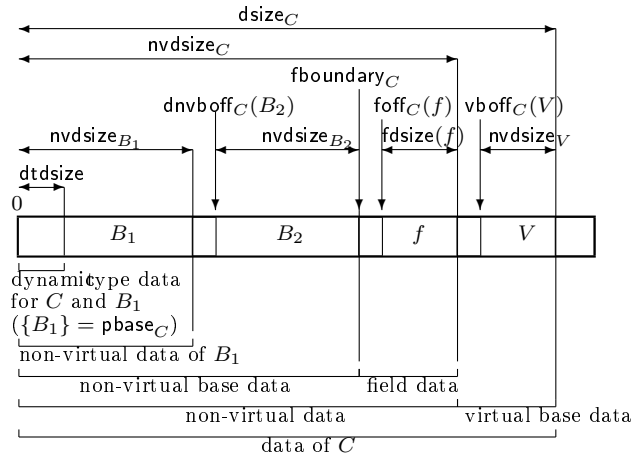 dsize_C
nvdsize_C
fboundary_C
dnvboff_C(B_2) foff_C(f) vboff_C(V)
nvdsize_{B_1} nvdsize_{B_2} fdsize(f) nvdsize_V
dtdsize
0
B_1 B_2 f V
dynamic type data
for C and B_1
({B_1} = pbase_C)
non-virtual data of B_1
non-virtual base data field data
non-virtual data virtual base data
data of C